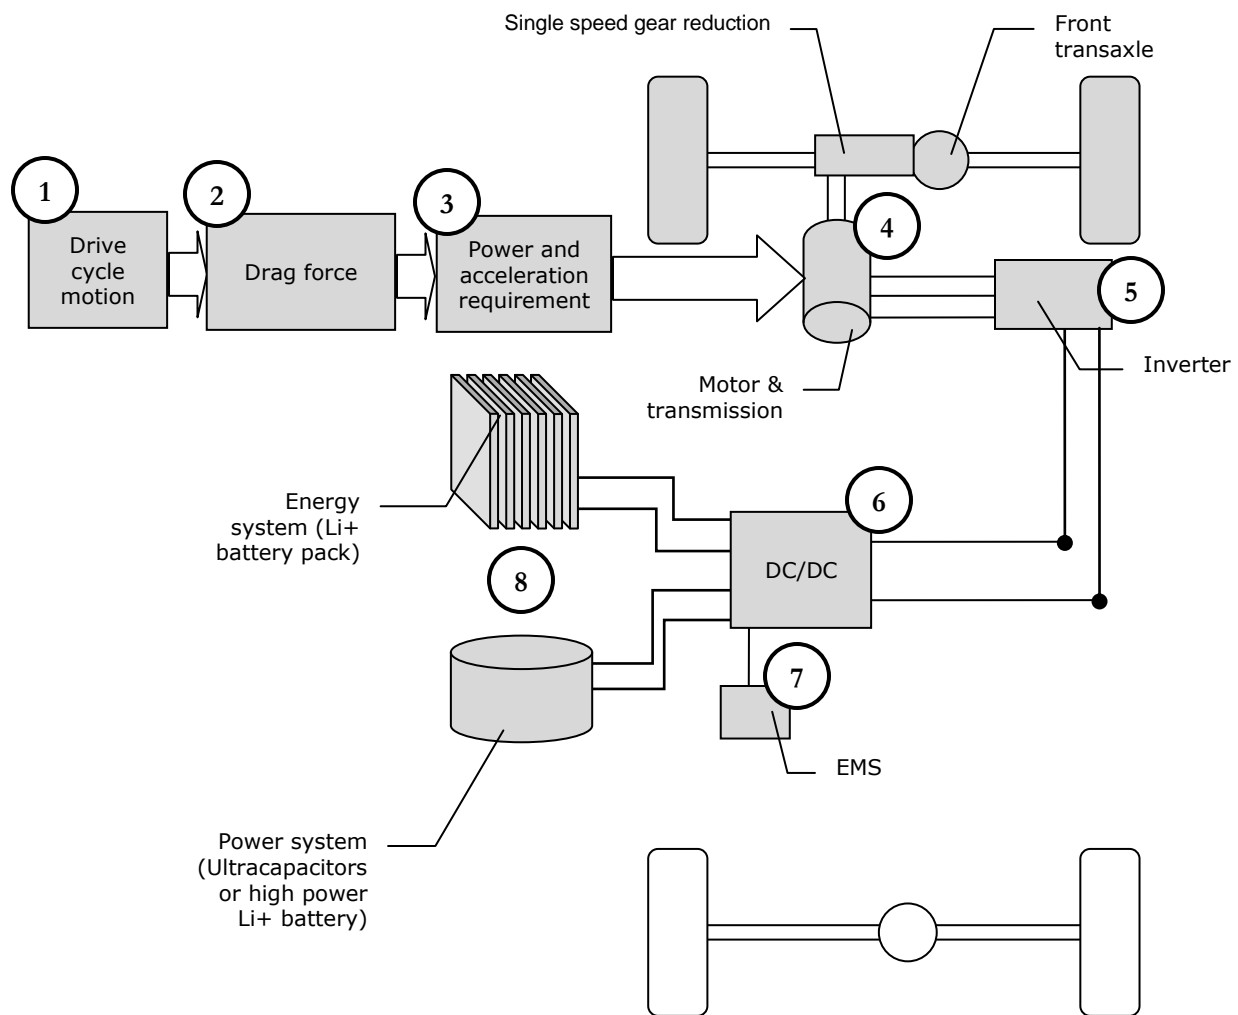 Single speed gear reduction
Front
transaxle
1
2
3
4
5
Drive
cycle
motion
Drag force
Power and
acceleration
requirement
Inverter
Motor &
transmission
Energy
system (Li+
battery pack)
6
DC/DC
8
7
EMS
Power system
(Ultracapacitors
or high power
Li+ battery)